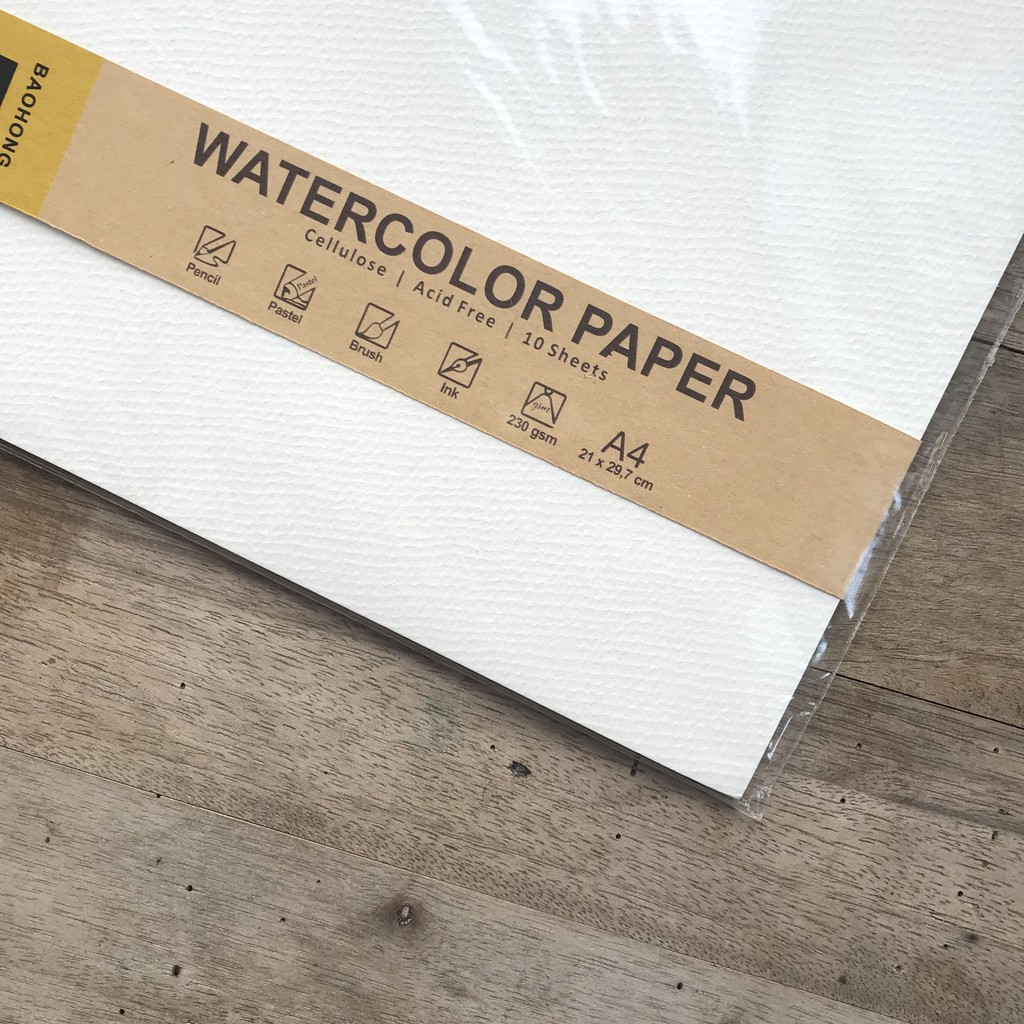 BAOHONG
WATERCOLOR PAPER
Cellulose | Acid Free | 10 Sheets
Pencil
Pastel
Pastel
Brush
Ink
gsm
230 gsm
A4
21 x 29,7 cm